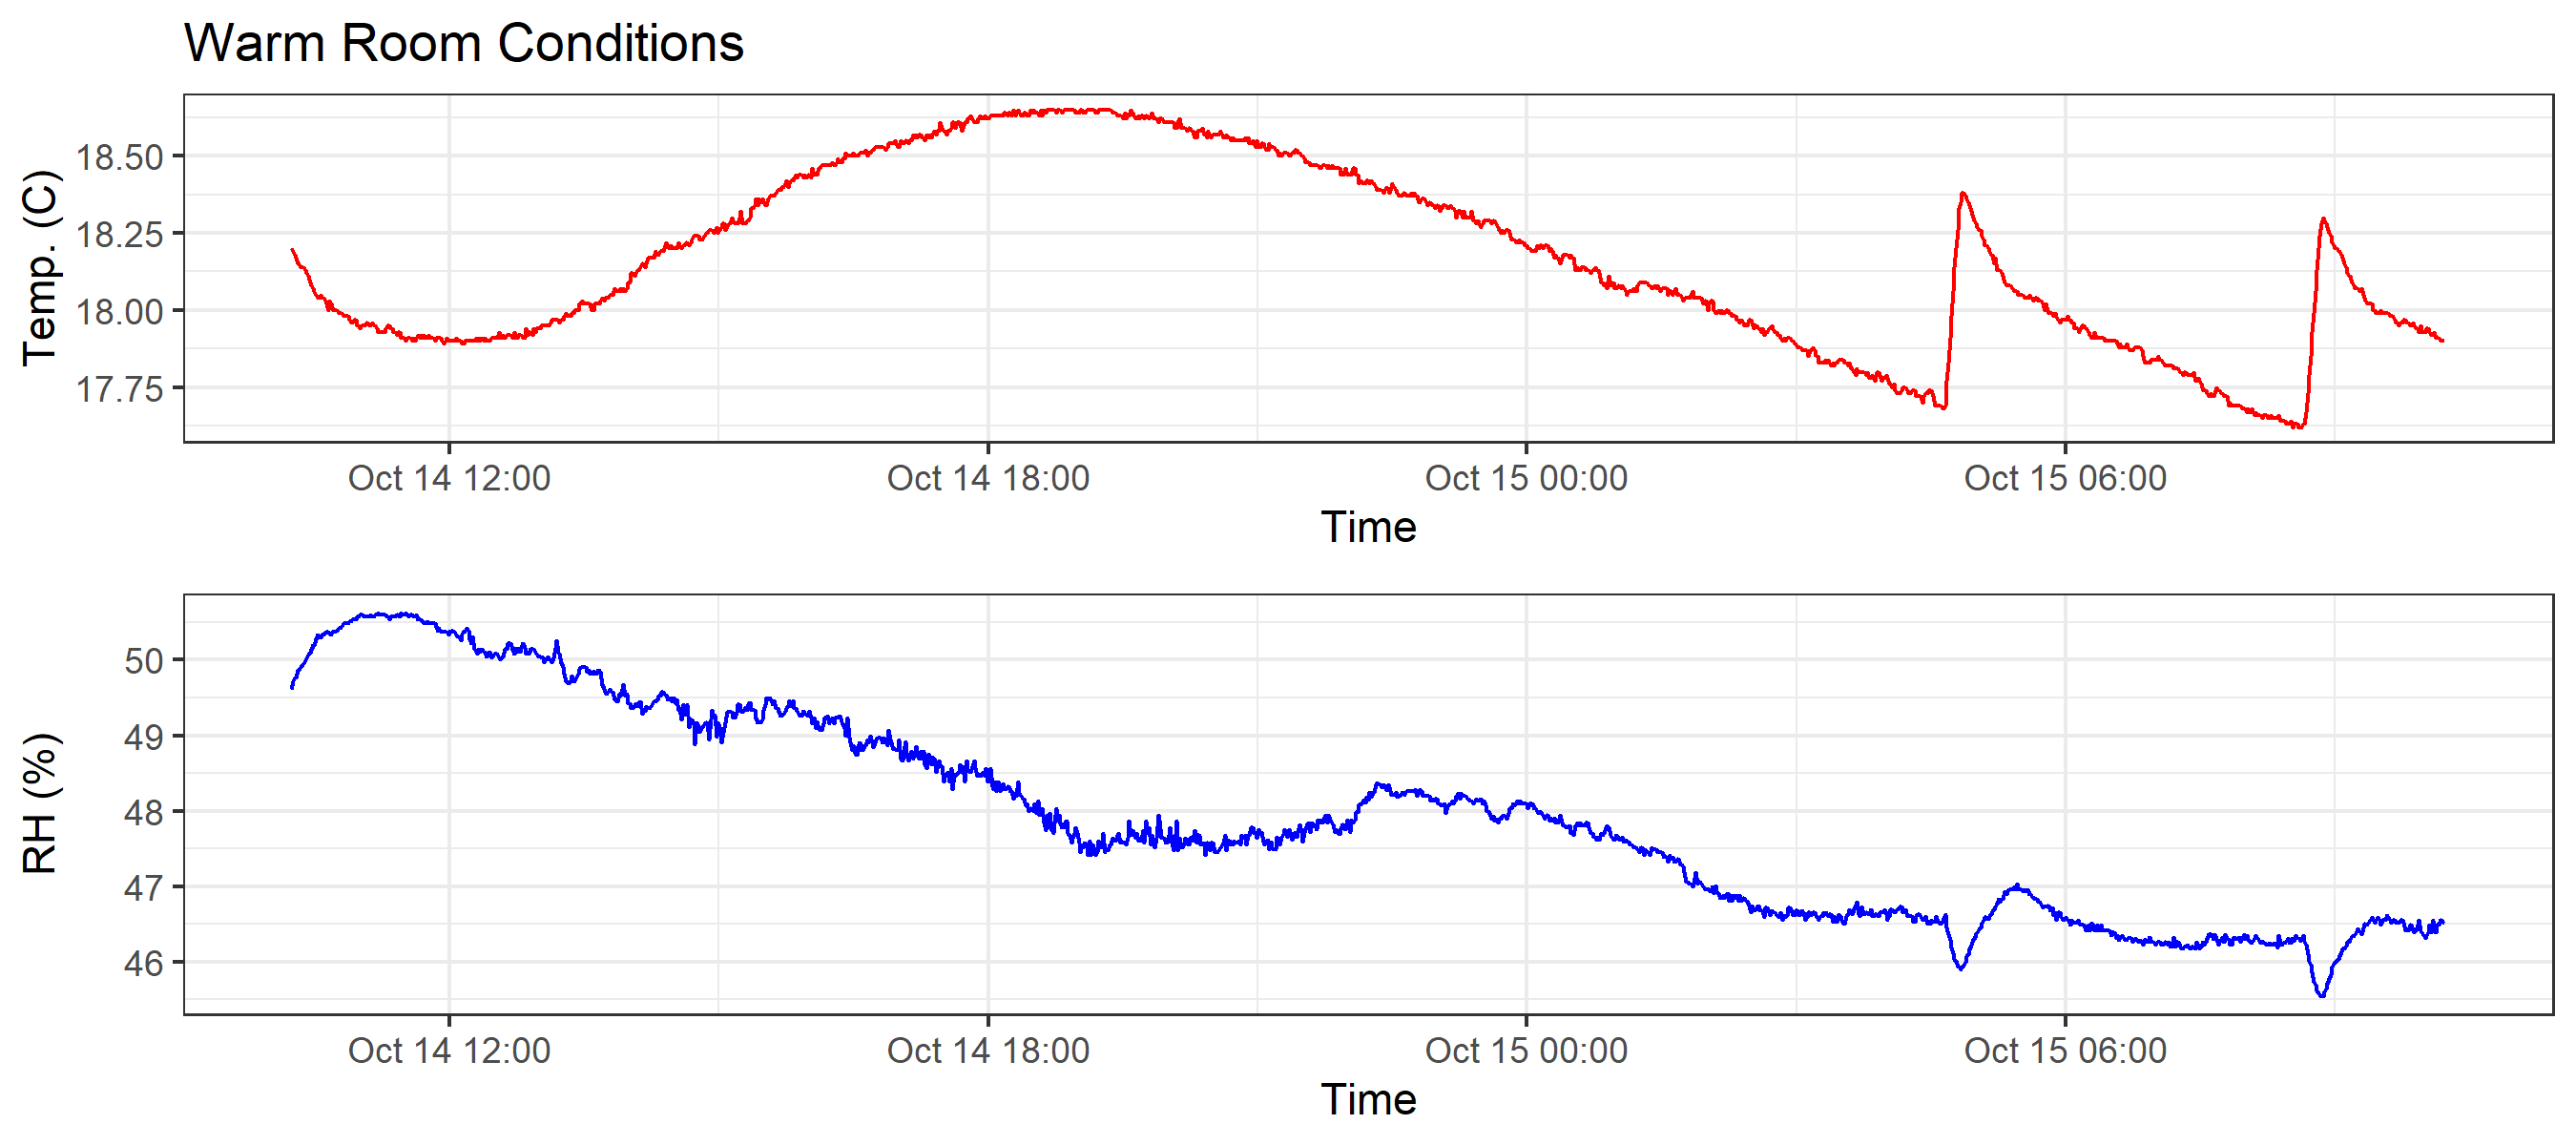 Warm Room Conditions
Temp. (C)
18.50
18.25
18.00
17.75
Oct 14 12:00 Oct 14 18:00 Oct 15 00:00 Oct 15 06:00
Time
RH (%)
50
49
48
47
46
Oct 14 12:00 Oct 14 18:00 Oct 15 00:00 Oct 15 06:00
Time